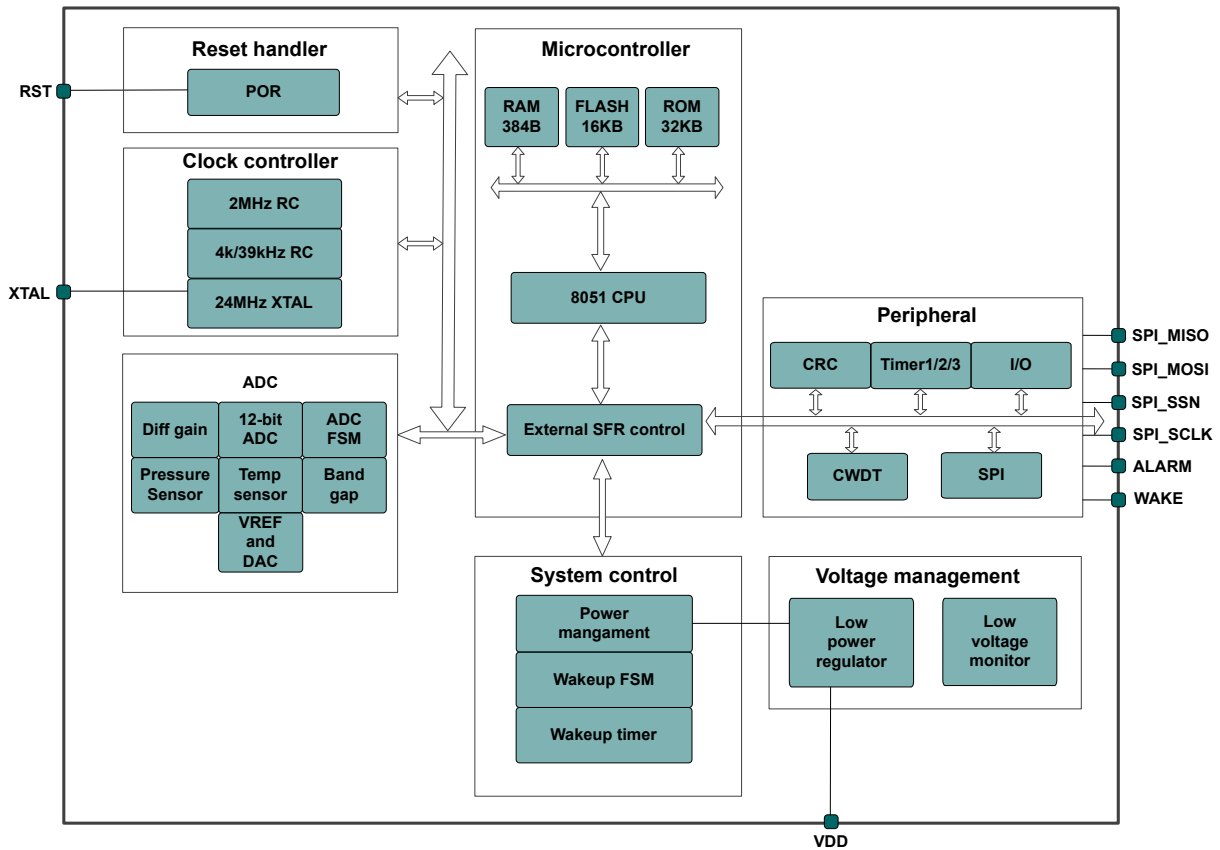 Reset handler
POR
RST
Clock controller
2MHz RC
4k/39kHz RC
24MHz XTAL
XTAL
ADC
Diff gain
12-bit
ADC
ADC
FSM
Pressure
Sensor
Temp
sensor
Band
gap
VREF
and
DAC
Microcontroller
RAM
384B
FLASH
16KB
ROM
32KB
8051 CPU
External SFR control
Peripheral
CRC
Timer1/2/3
I/O
CWDT
SPI
SPI_MISO
SPI_MOSI
SPI_SSN
SPI_SCLK
ALARM
WAKE
System control
Power
mangament
Wakeup FSM
Wakeup timer
Voltage management
Low
power
regulator
Low
voltage
monitor
VDD